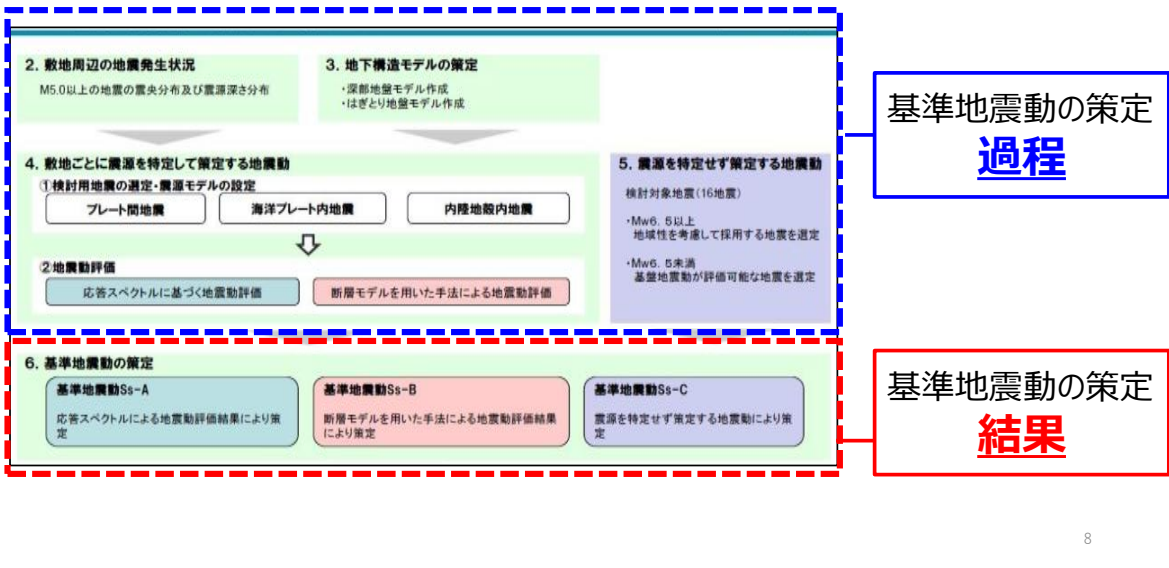 2. 敷地周辺の地震発生状況
M5.0以上の地震の震央分布及び震源深さ分布
3. 地下構造モデルの策定
・深部地盤モデル作成
・はぎとり地盤モデル作成
4. 敷地ごとに震源を特定して策定する地震動
①検討用地震の選定・震源モデルの設定
プレート間地震
海洋プレート内地震
内陸地殻内地震
②地震動評価
応答スペクトルに基づく地震動評価
断層モデルを用いた手法による地震動評価
5. 震源を特定せず策定する地震動
検討対象地震(16地震)
・Mw6. 5以上
地域性を考慮して採用する地震を選定
・Mw6. 5未満
基盤地震動が評価可能な地震を選定
6. 基準地震動の策定
基準地震動Ss-A
応答スペクトルによる地震動評価結果により策
定
基準地震動Ss-B
断層モデルを用いた手法による地震動評価結果
により策定
基準地震動Ss-C
震源を特定せず策定する地震動により策
定
基準地震動の策定
過程
基準地震動の策定
結果
8